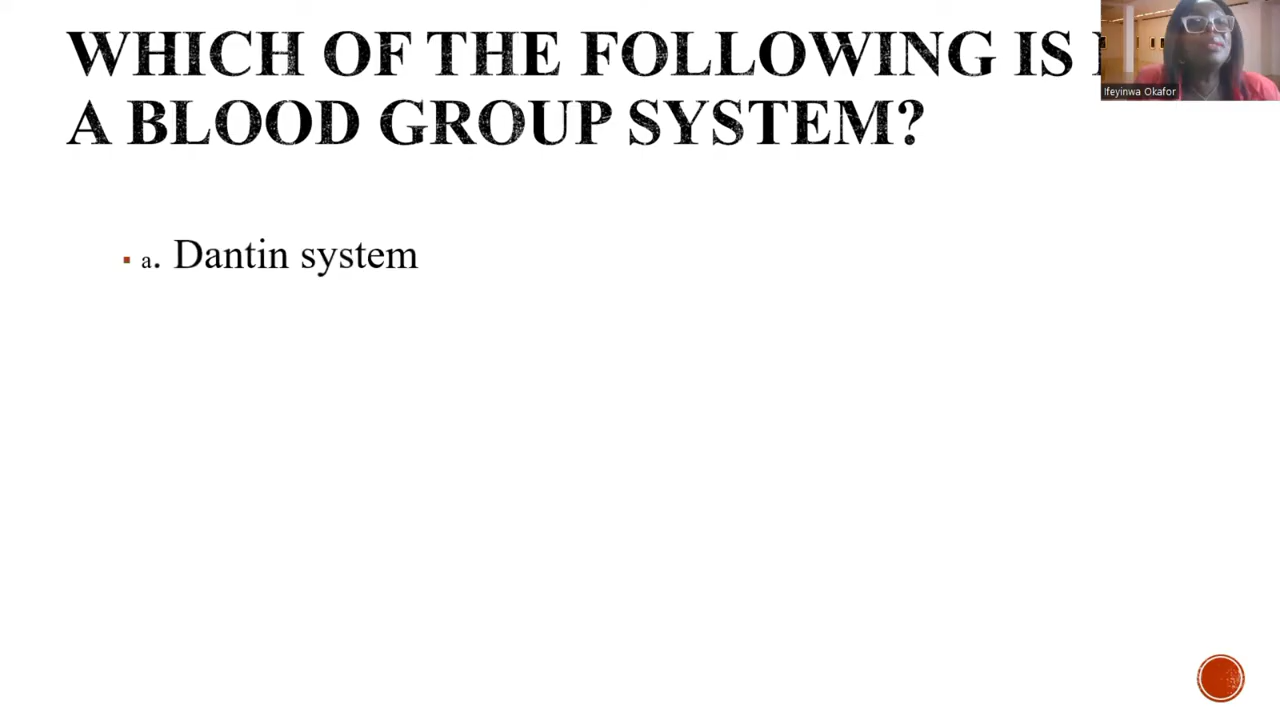 WHICH OF THE FOLLOWING IS
A BLOOD GROUP SYSTEM?
Ifeyinwa Okafor
▪ a. Dantin system